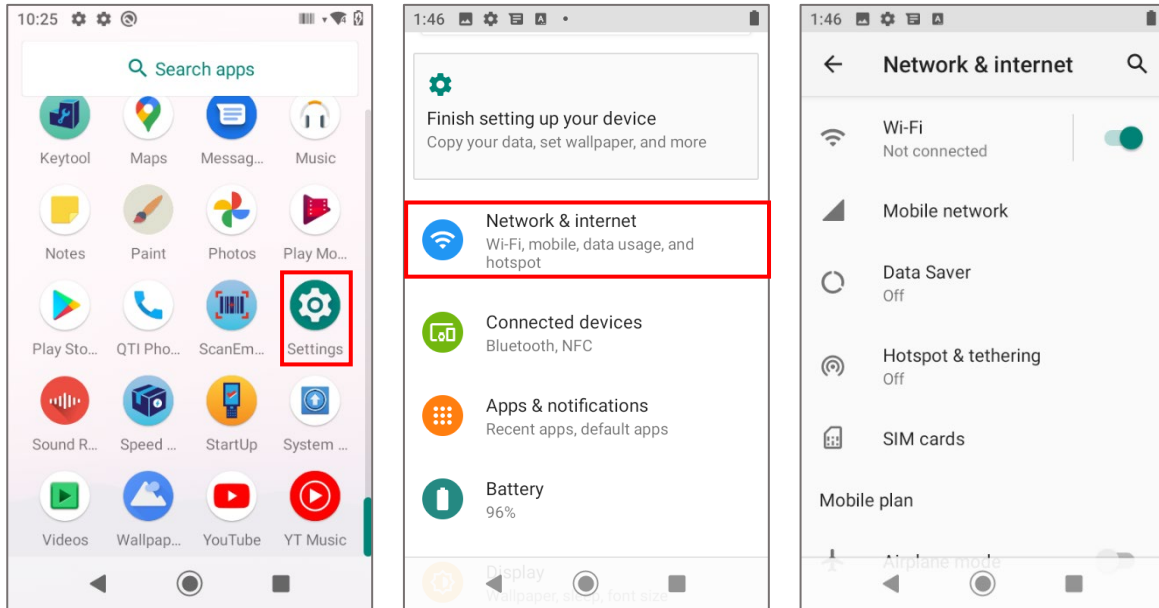 10:25
Search apps
Keytool Maps Messag... Music
Notes Paint Photos Play Mo...
Play Sto... QTI Pho... ScanEm... Settings
Sound R... Speed ... StartUp System ...
Videos Wallpap... YouTube YT Music
1:46
Finish setting up your device
Copy your data, set wallpaper, and more
Network & internet
Wi-Fi, mobile, data usage, and
hotspot
Connected devices
Bluetooth, NFC
Apps & notifications
Recent apps, default apps
Battery
96%
Display
Wallpaper, sleep, font size
1:46
Network & internet
Wi-Fi
Not connected
Mobile network
Data Saver
Off
Hotspot & tethering
Off
SIM cards
Mobile plan
Airplane mode